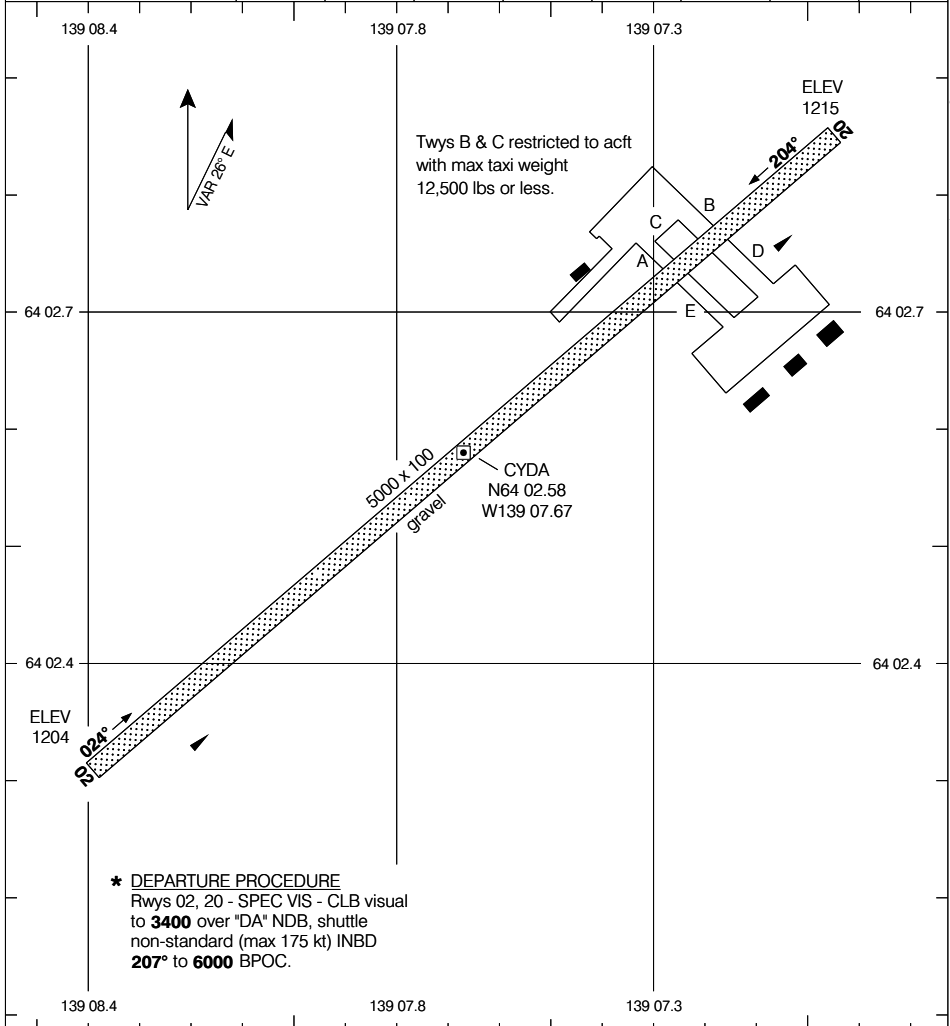 139 08.4
139 07.8
139 07.3
ELEV
1215
20
204°
VAR 26° E
Twys B & C restricted to acft
with max taxi weight
12,500 lbs or less.
B
C
D
A
E
64 02.7
64 02.7
5000 x 100
gravel
CYDA
N64 02.58
W139 07.67
64 02.4
64 02.4
ELEV
1204
024°
02
* DEPARTURE PROCEDURE
Rwys 02, 20 - SPEC VIS - CLB visual
to 3400 over "DA" NDB, shuttle
non-standard (max 175 kt) INBD
207° to 6000 BPOC.
139 08.4
139 07.8
139 07.3